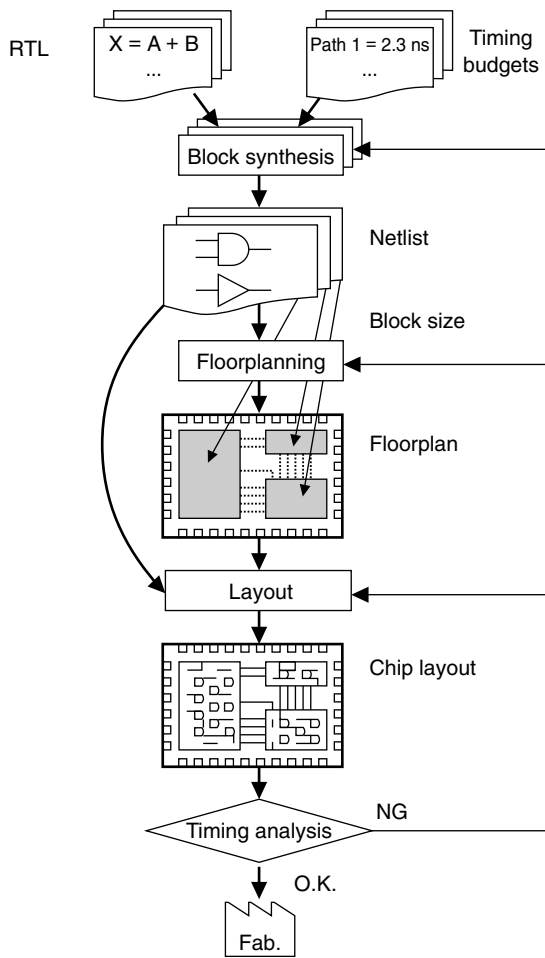 RTL
X = A + B
...
Path 1 = 2.3 ns
...
Timing
budgets
Block synthesis
Netlist
Block size
Floorplanning
Floorplan
Layout
Chip layout
Timing analysis
NG
O.K.
Fab.